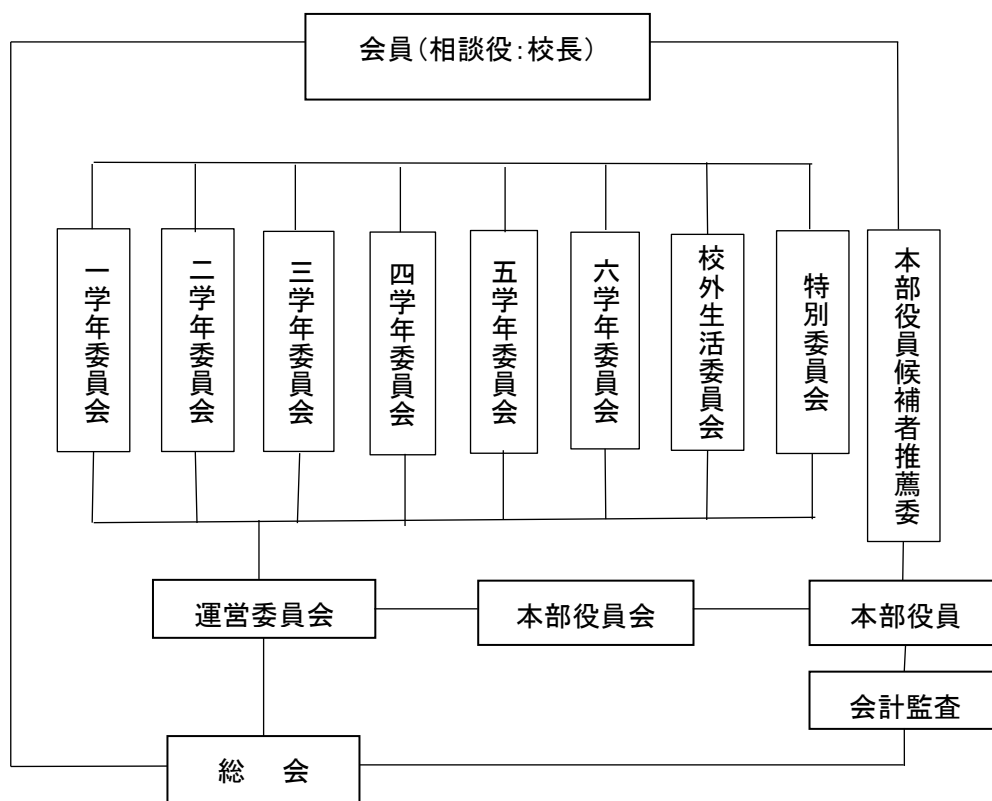 会員（相談役：校長）
一学年委員会
二学年委員会
三学年委員会
四学年委員会
五学年委員会
六学年委員会
校外生活委員会
特別委員会
本部役員候補者推薦委
運営委員会
本部役員会
本部役員
会計監査
総　会